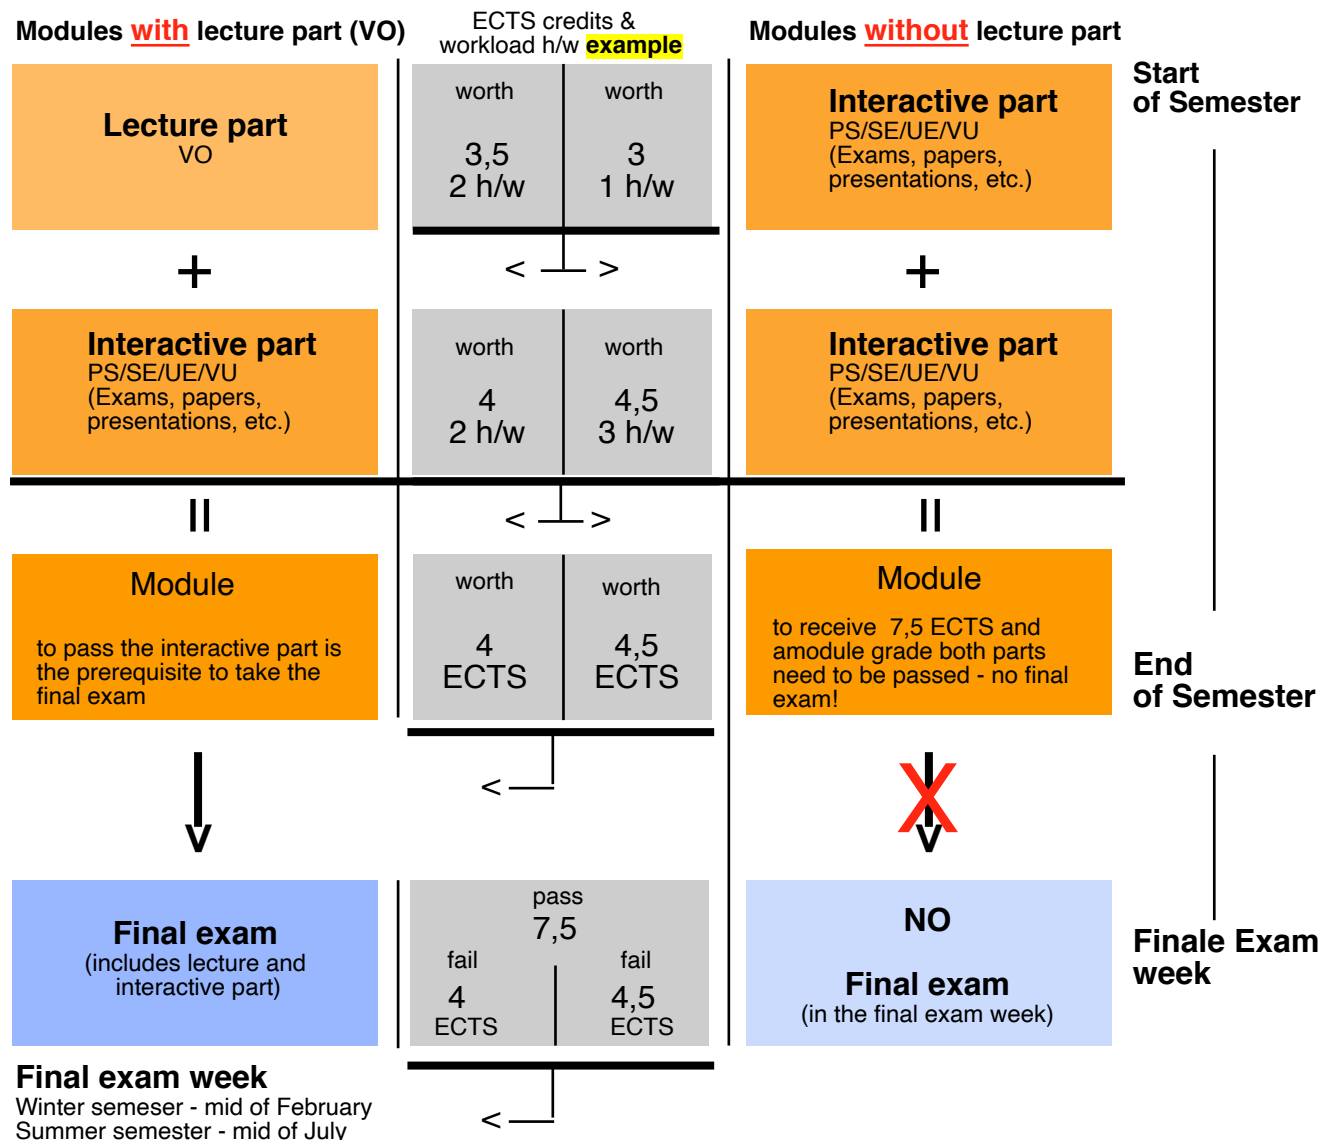 Modules with lecture part (VO)
ECTS credits &
workload h/w example
Modules without lecture part
Lecture part
VO
worth
3,5
2 h/w
worth
3
1 h/w
Interactive part
PS/SE/UE/VU
(Exams, papers,
presentations, etc.)
Start
of Semester
+
< >
+
Interactive part
PS/SE/UE/VU
(Exams, papers,
presentations, etc.)
worth
4
2 h/w
worth
4,5
3 h/w
Interactive part
PS/SE/UE/VU
(Exams, papers,
presentations, etc.)
=
< >
=
Module
to pass the interactive part is
the prerequisite to take the
final exam
worth
4
ECTS
worth
4,5
ECTS
Module
to receive 7,5 ECTS and
amodule grade both parts
need to be passed - no final
exam!
End
of Semester
<
X
Final exam
(includes lecture and
interactive part)
pass
7,5
fail
4
ECTS
fail
4,5
ECTS
NO
Final exam
(in the final exam week)
Finale Exam
week
Final exam week
Winter semeser - mid of February
Summer semester - mid of July
<